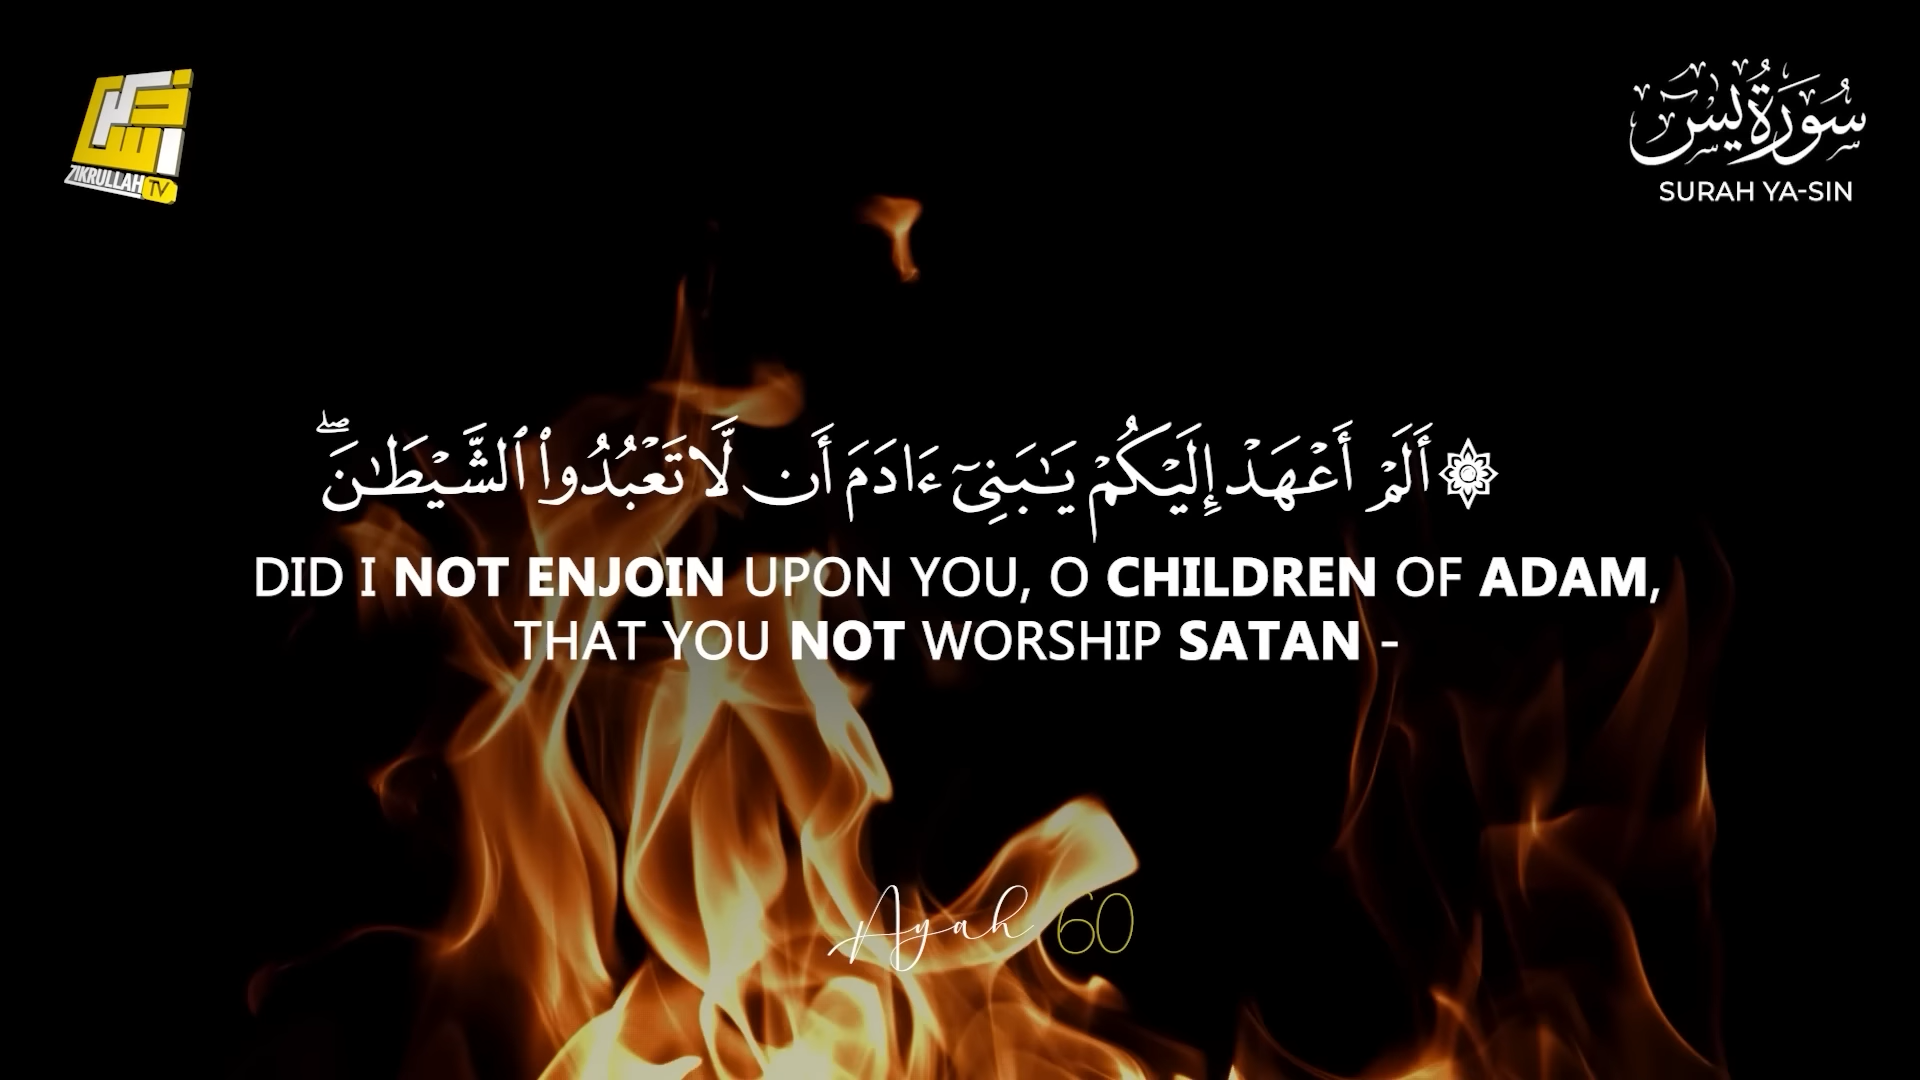 ZIKRULLAH TV
سُورَةُ يسٓ
SURAH YA-SIN
۞ أَلَمْ أَعْهَدْ إِلَيْكُمْ يَـٰبَنِىٓ ءَادَمَ أَن لَّا تَعْبُدُوا۟ ٱلشَّيْطَـٰنَ ۖ
DID I NOT ENJOIN UPON YOU, O CHILDREN OF ADAM,
THAT YOU NOT WORSHIP SATAN -
Ayah 60